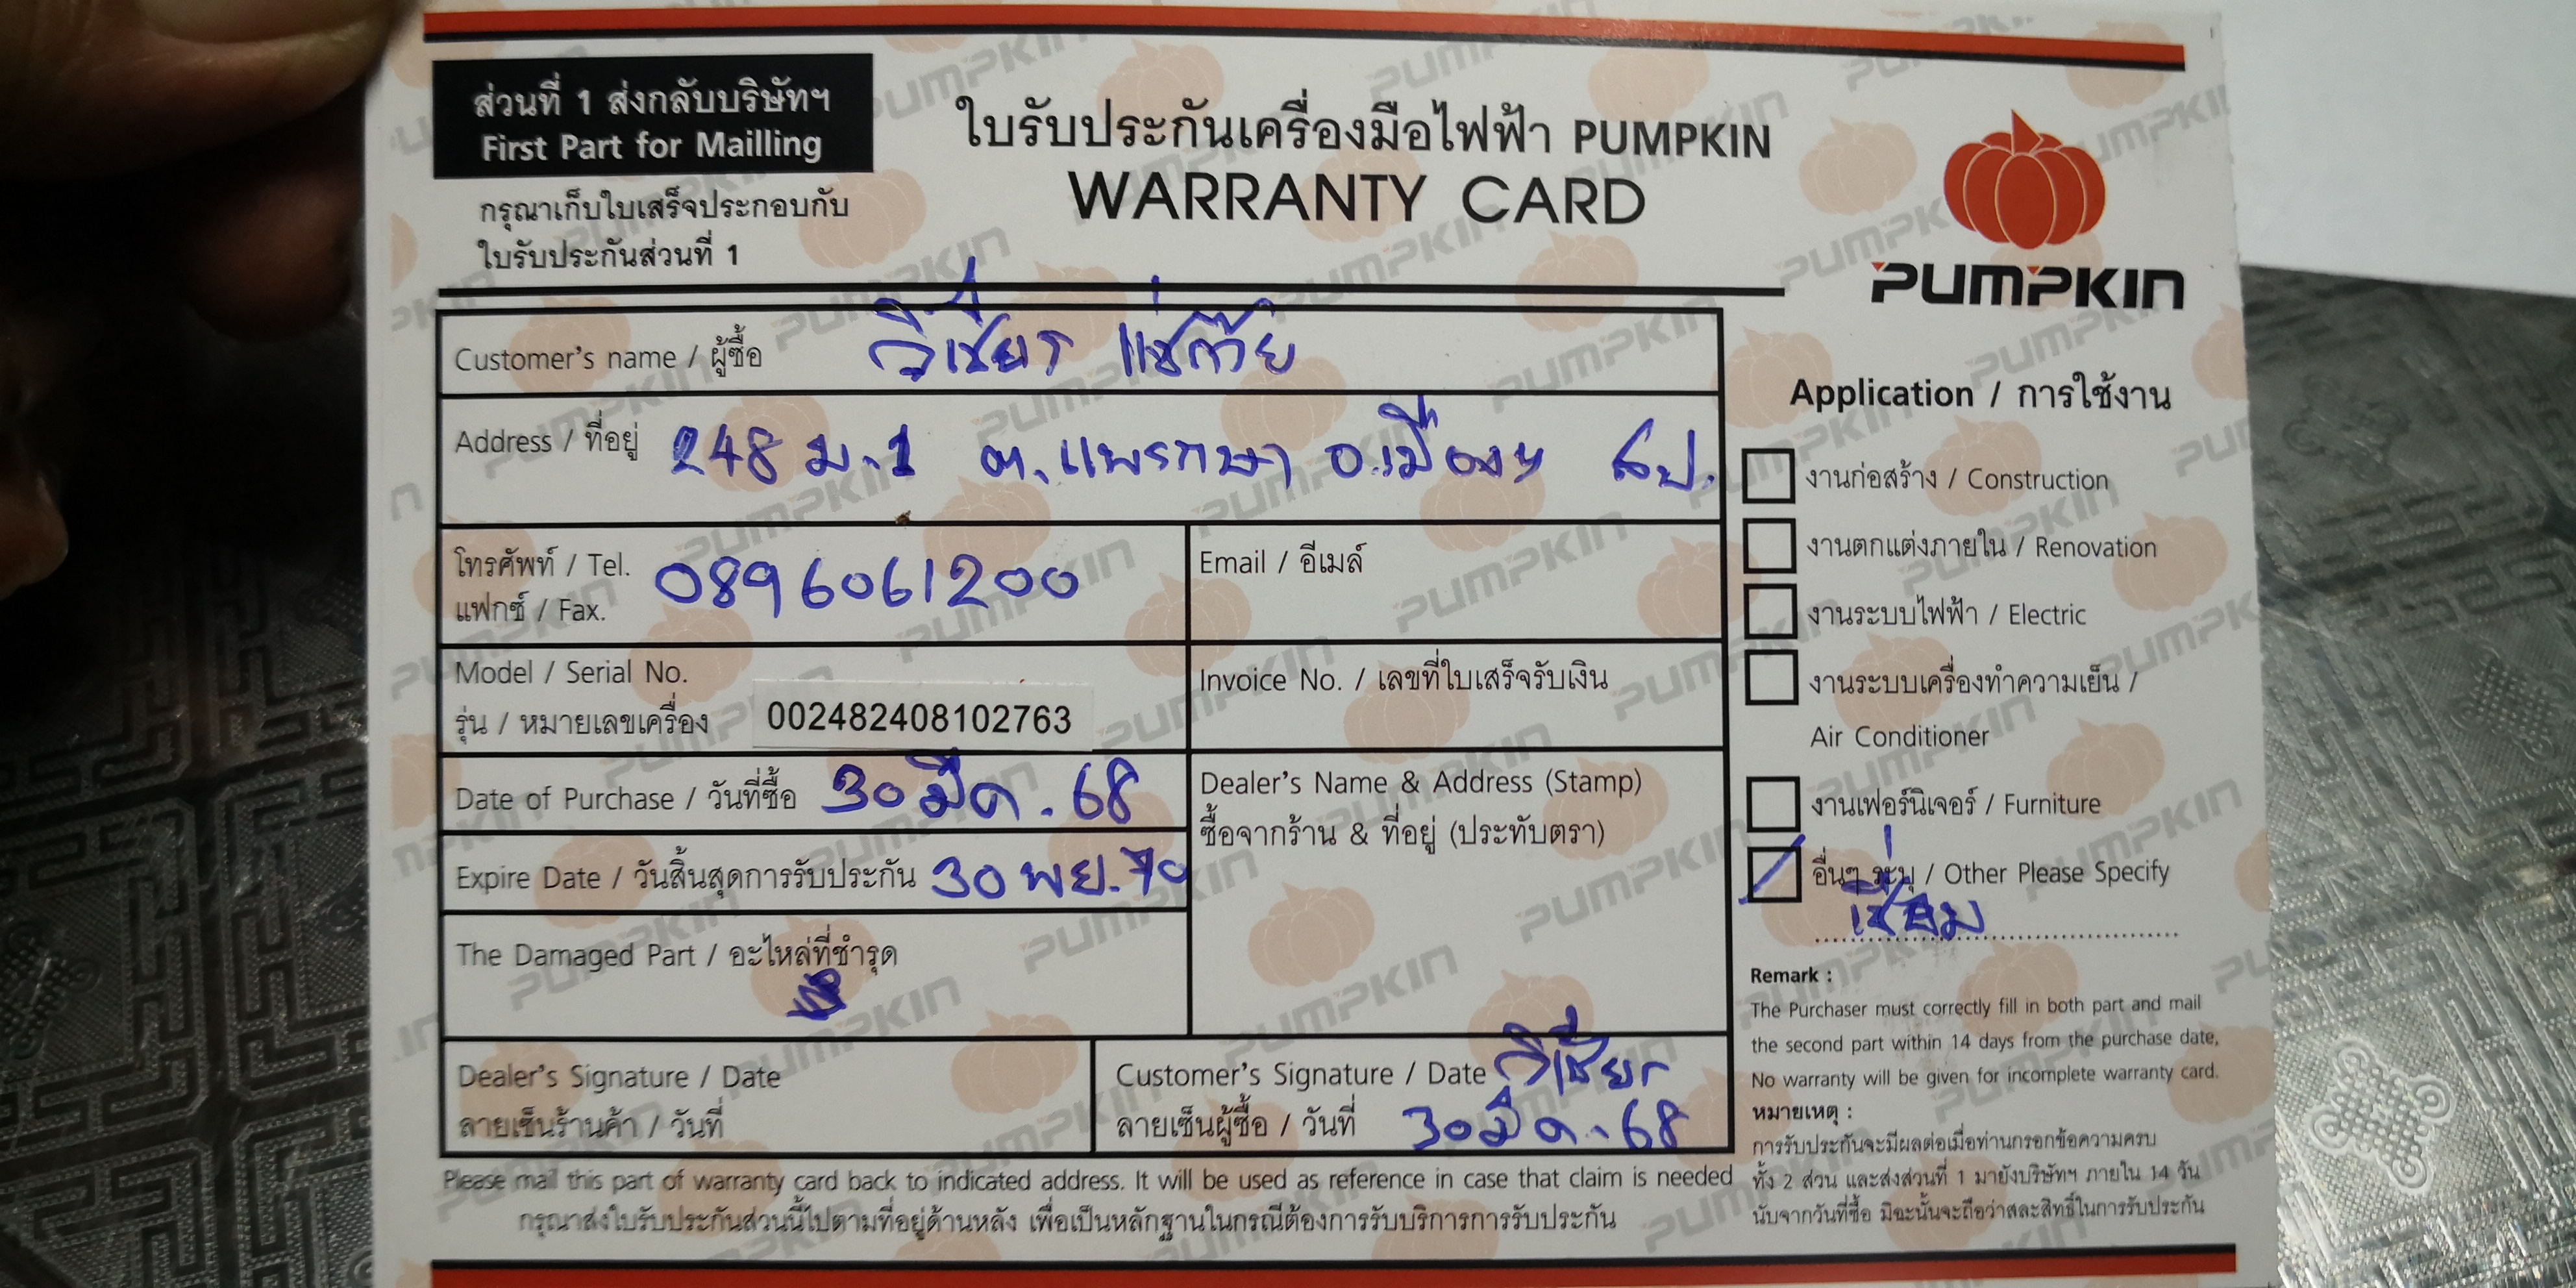 ส่วนที่ 1 ส่งกลับบริษัทฯ
First Part for Mailling
กรุณาเก็บใบเสร็จประกอบกับ
ใบรับประกันส่วนที่ 1
ใบรับประกันเครื่องมือไฟฟ้า PUMPKIN
WARRANTY CARD
PUMPKIN
Customer's name / ผู้ซื้อ วิเชียร แซ่ก๊วย
Address / ที่อยู่ 248 ม.1 ต.แพรกษา อ.เมืองฯ สป.
โทรศัพท์ / Tel. 0896061200
แฟกซ์ / Fax.
Email / อีเมล์
Model / Serial No.
รุ่น / หมายเลขเครื่อง 002482408102763
Invoice No. / เลขที่ใบเสร็จรับเงิน
Date of Purchase / วันที่ซื้อ 30 มีค. 68
Expire Date / วันสิ้นสุดการรับประกัน 30 พย. 70
Dealer's Name & Address (Stamp)
ซื้อจากร้าน & ที่อยู่ (ประทับตรา)
The Damaged Part / อะไหล่ที่ชำรุด
Dealer's Signature / Date
ลายเซ็นร้านค้า / วันที่
Customer's Signature / Date วิเชียร
ลายเซ็นผู้ซื้อ / วันที่ 30 มีค. 68
Please mail this part of warranty card back to indicated address. It will be used as reference in case that claim is needed
กรุณาส่งใบรับประกันส่วนนี้ไปตามที่อยู่ด้านหลัง เพื่อเป็นหลักฐานในกรณีต้องการรับบริการการรับประกัน
Application / การใช้งาน
งานก่อสร้าง / Construction
งานตกแต่งภายใน / Renovation
งานระบบไฟฟ้า / Electric
งานระบบเครื่องทำความเย็น /
Air Conditioner
งานเฟอร์นิเจอร์ / Furniture
อื่นๆ ระบุ / Other Please Specify
เชื่อม
Remark :
The Purchaser must correctly fill in both part and mail
the second part within 14 days from the purchase date,
No warranty will be given for incomplete warranty card.
หมายเหตุ :
การรับประกันจะมีผลต่อเมื่อท่านกรอกข้อความครบ
ทั้ง 2 ส่วน และส่งส่วนที่ 1 มายังบริษัทฯ ภายใน 14 วัน
นับจากวันที่ซื้อ มิฉะนั้นจะถือว่าสละสิทธิ์ในการรับประกัน